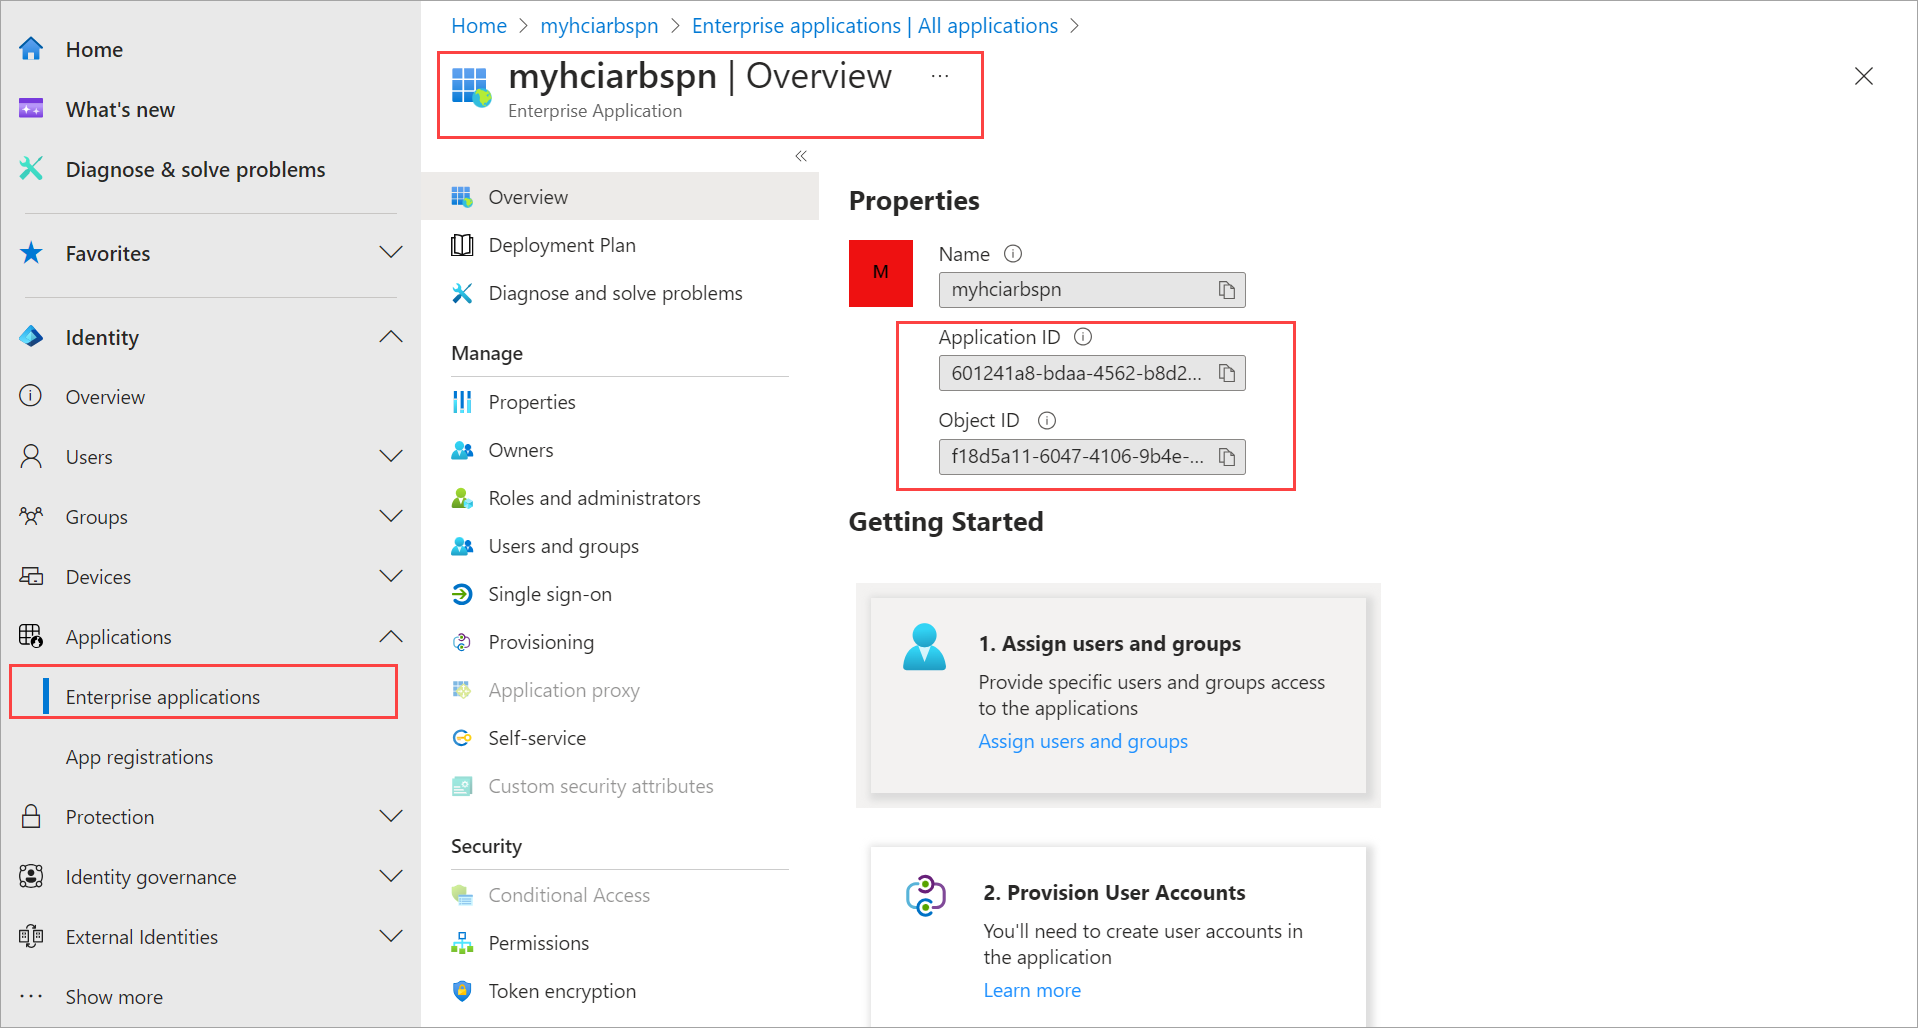 Home
What's new
Diagnose & solve problems
Favorites
Identity
Overview
Users
Groups
Devices
Applications
Enterprise applications
App registrations
Protection
Identity governance
External Identities
Show more
Home > myhciarbspn > Enterprise applications | All applications >
myhciarbspn | Overview ...
Enterprise Application
Overview
Deployment Plan
Diagnose and solve problems
Manage
Properties
Owners
Roles and administrators
Users and groups
Single sign-on
Provisioning
Application proxy
Self-service
Custom security attributes
Security
Conditional Access
Permissions
Token encryption
Properties
M
Name
myhciarbspn
Application ID
601241a8-bdaa-4562-b8d2...
Object ID
f18d5a11-6047-4106-9b4e-...
Getting Started
1. Assign users and groups
Provide specific users and groups access
to the applications
Assign users and groups
2. Provision User Accounts
You'll need to create user accounts in
the application
Learn more